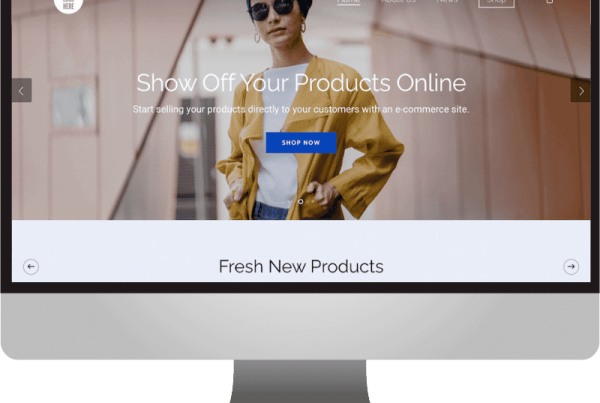 HERE
Home About Us News Shop
Show Off Your Products Online
Start selling your products directly to your customers with an e-commerce site.
SHOP NOW
Fresh New Products